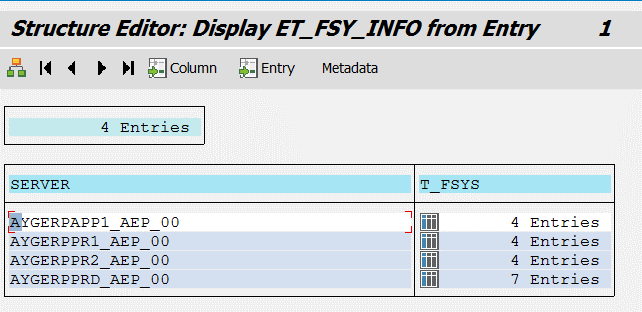 Structure Editor: Display ET_FSY_INFO from Entry 1
Column Entry Metadata
4 Entries
SERVER T_FSYS
AYGERPAPP1_AEP_00 4 Entries
AYGERPPR1_AEP_00 4 Entries
AYGERPPR2_AEP_00 4 Entries
AYGERPPRD_AEP_00 7 Entries